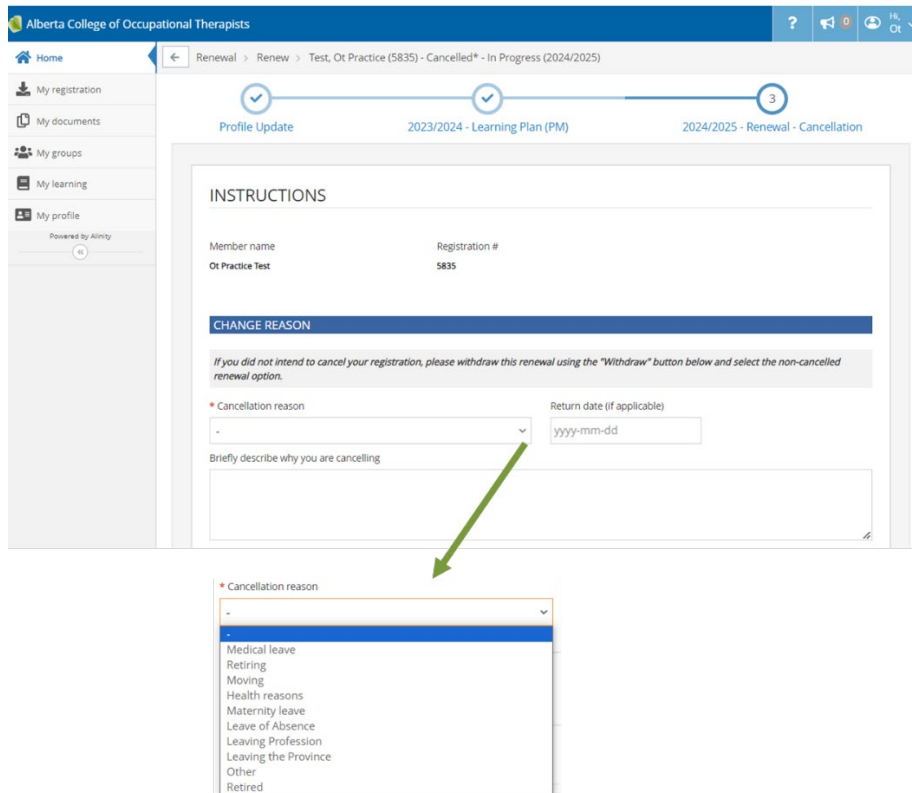 Alberta College of Occupational Therapists
? 0 Hi, Ot
Home
My registration
My documents
My groups
My learning
My profile
Powered by Alinity
Renewal > Renew > Test, Ot Practice (5835) - Cancelled* - In Progress (2024/2025)
3
Profile Update 2023/2024 - Learning Plan (PM) 2024/2025 - Renewal - Cancellation
INSTRUCTIONS
Member name Registration #
Ot Practice Test 5835
CHANGE REASON
If you did not intend to cancel your registration, please withdraw this renewal using the "Withdraw" button below and select the non-cancelled
renewal option.
* Cancellation reason Return date (if applicable)
- yyyy-mm-dd
Briefly describe why you are cancelling
* Cancellation reason
-
-
Medical leave
Retiring
Moving
Health reasons
Maternity leave
Leave of Absence
Leaving Profession
Leaving the Province
Other
Retired